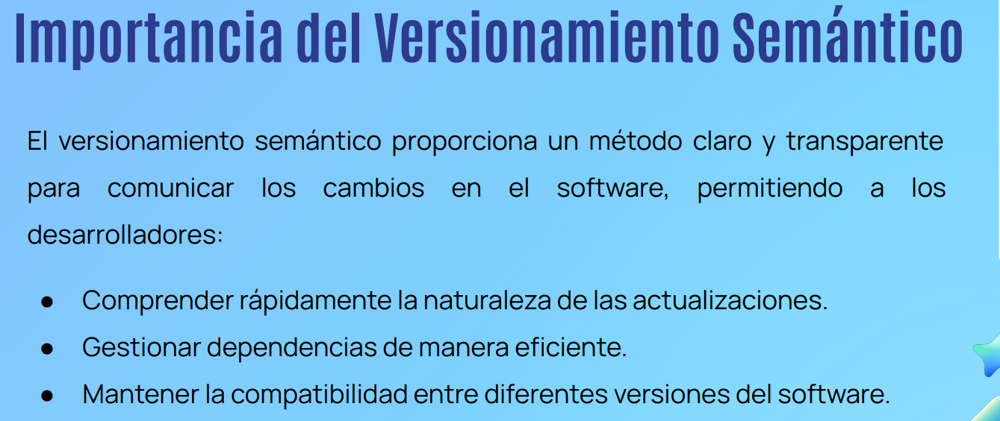 Importancia del Versionamiento Semántico
El versionamiento semántico proporciona un método claro y transparente
para comunicar los cambios en el software, permitiendo a los
desarrolladores:
● Comprender rápidamente la naturaleza de las actualizaciones.
● Gestionar dependencias de manera eficiente.
● Mantener la compatibilidad entre diferentes versiones del software.